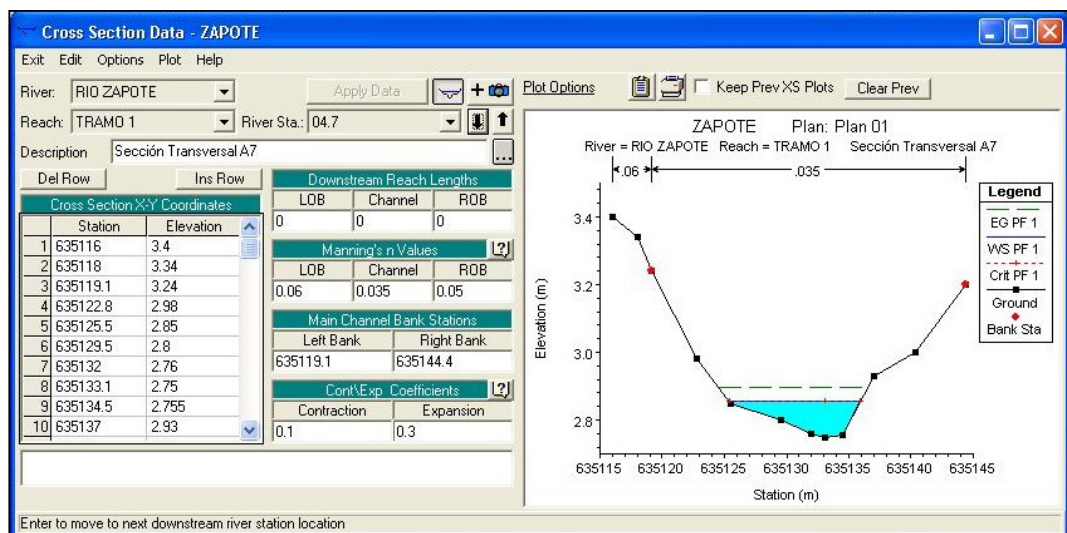 Cross Section Data - ZAPOTE
Exit Edit Options Plot Help
River: RIO ZAPOTE Apply Data
Reach: TRAMO 1 River Sta.: 04.7
Description Sección Transversal A7 ...
Del Row Ins Row
Cross Section X-Y Coordinates
Station Elevation
1 635116 3.4
2 635118 3.34
3 635119.1 3.24
4 635122.8 2.98
5 635125.5 2.85
6 635129.5 2.8
7 635132 2.76
8 635133.1 2.75
9 635134.5 2.755
10 635137 2.93
Downstream Reach Lengths
LOB Channel ROB
0 0 0
Manning's n Values
LOB Channel ROB
0.06 0.035 0.05
Main Channel Bank Stations
Left Bank Right Bank
635119.1 635144.4
Cont\Exp Coefficients
Contraction Expansion
0.1 0.3
Plot Options Keep Prev XS Plots Clear Prev
ZAPOTE Plan: Plan 01
River = RIO ZAPOTE Reach = TRAMO 1 Sección Transversal A7
.06 .035
Legend
EG PF 1
WS PF 1
Crit PF 1
Ground
Bank Sta
Elevation (m)
3.4
3.2
3.0
2.8
635115 635120 635125 635130 635135 635140 635145
Station (m)
Enter to move to next downstream river station location